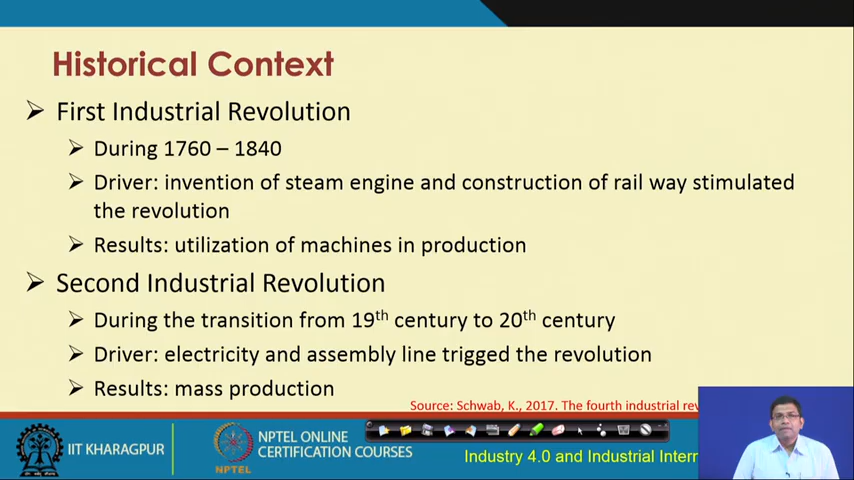 Historical Context
➢ First Industrial Revolution
➢ During 1760 – 1840
➢ Driver: invention of steam engine and construction of rail way stimulated
the revolution
➢ Results: utilization of machines in production
➢ Second Industrial Revolution
➢ During the transition from 19th century to 20th century
➢ Driver: electricity and assembly line trigged the revolution
➢ Results: mass production
Source: Schwab, K., 2017. The fourth industrial
IIT KHARAGPUR
NPTEL
NPTEL ONLINE
CERTIFICATION COURSES
Industry 4.0 and Industrial